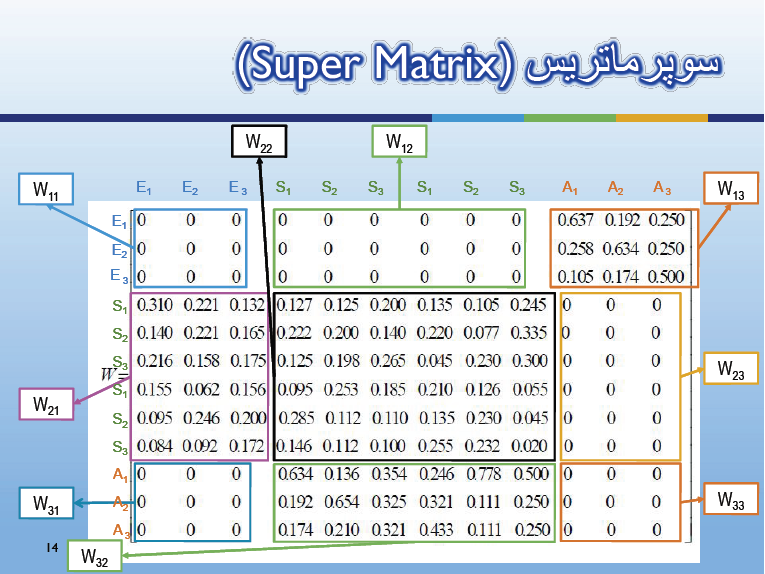 سوپر ماتریس (Super Matrix)
W22 W12
W11 E1 E2 E3 S1 S2 S3 S1 S2 S3 A1 A2 A3 W13
E1 0 0 0 0 0 0 0 0 0 0.637 0.192 0.250
E2 0 0 0 0 0 0 0 0 0 0.258 0.634 0.250
E3 0 0 0 0 0 0 0 0 0 0.105 0.174 0.500
S1 0.310 0.221 0.132 0.127 0.125 0.200 0.135 0.105 0.245 0 0 0
S2 0.140 0.221 0.165 0.222 0.200 0.140 0.220 0.077 0.335 0 0 0
W= S3 0.216 0.158 0.175 0.125 0.198 0.265 0.045 0.230 0.300 0 0 0 W23
W21 S1 0.155 0.062 0.156 0.095 0.253 0.185 0.210 0.126 0.055 0 0 0
S2 0.095 0.246 0.200 0.285 0.112 0.110 0.135 0.230 0.045 0 0 0
S3 0.084 0.092 0.172 0.146 0.112 0.100 0.255 0.232 0.020 0 0 0
A1 0 0 0 0.634 0.136 0.354 0.246 0.778 0.500 0 0 0
W31 A2 0 0 0 0.192 0.654 0.325 0.321 0.111 0.250 0 0 0 W33
A3 0 0 0 0.174 0.210 0.321 0.433 0.111 0.250 0 0 0
14 W32